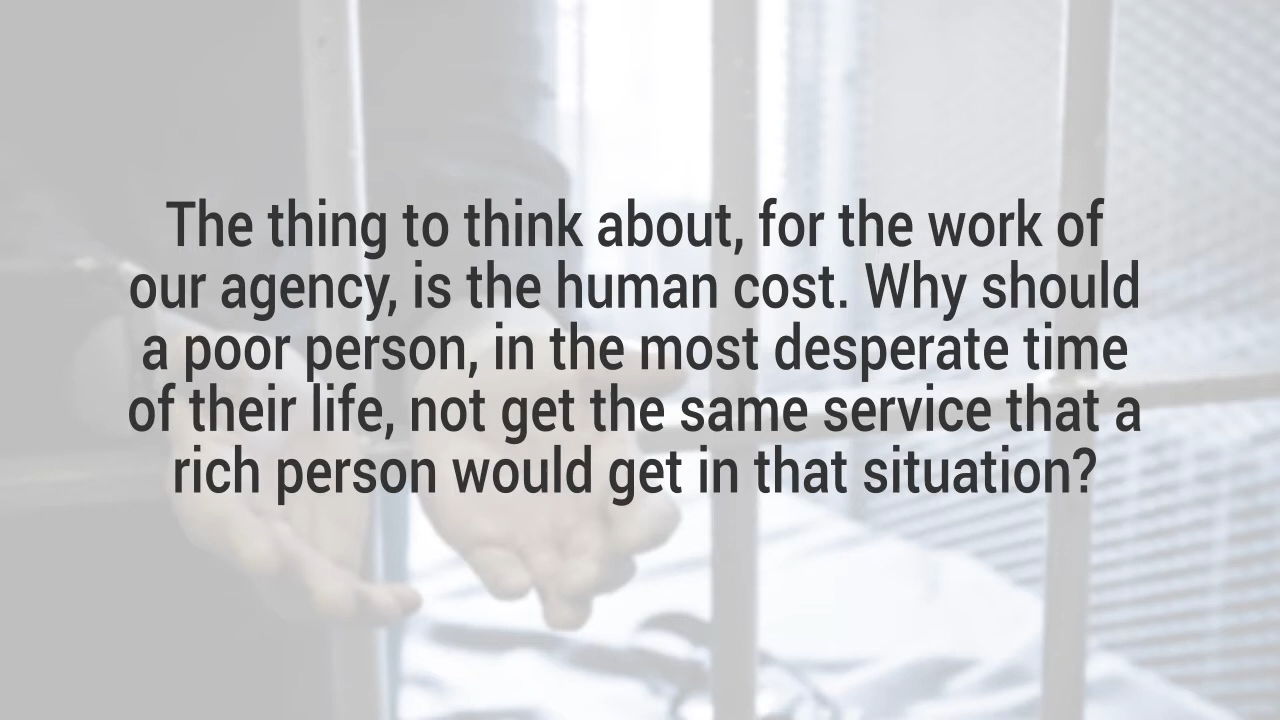 The thing to think about, for the work of
our agency, is the human cost. Why should
a poor person, in the most desperate time
of their life, not get the same service that a
rich person would get in that situation?